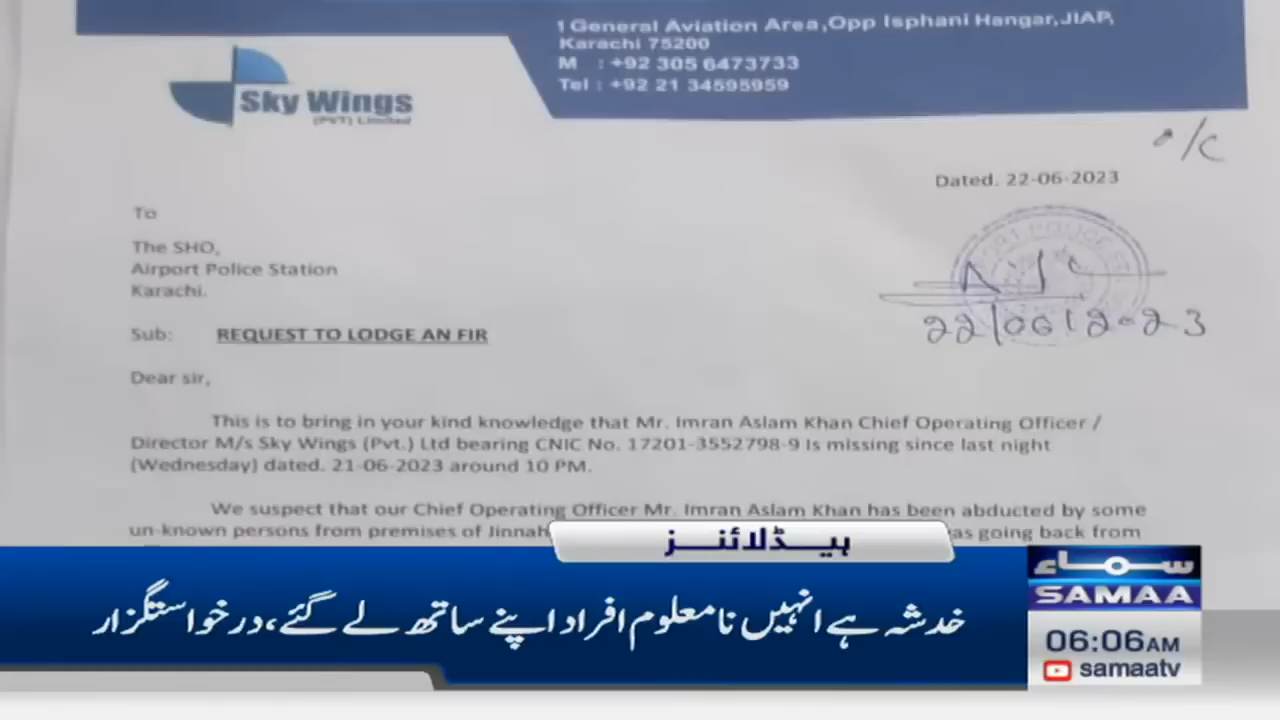 1 General Aviation Area,Opp Isphani Hangar,JIAP,
Karachi 75200
M : +92 305 6473733
Tel : +92 21 34595959
Sky Wings
(PVT) Limited
Dated. 22-06-2023
To
The SHO,
Airport Police Station
Karachi.
22/06/2023
Sub: REQUEST TO LODGE AN FIR
Dear sir,
This is to bring in your kind knowledge that Mr. Imran Aslam Khan Chief Operating Officer /
Director M/s Sky Wings (Pvt.) Ltd bearing CNIC No. 17201-3552798-9 Is missing since last night
(Wednesday) dated. 21-06-2023 around 10 PM.
We suspect that our Chief Operating Officer Mr. Imran Aslam Khan has been abducted by some
un-known persons from premises of Jinnah as going back from
ہیڈلائنز
خدشہ ہے انہیں نامعلوم افراد اپنے ساتھ لے گئے، درخواستگزار
سماء
SAMAA
06:06AM
samaatv